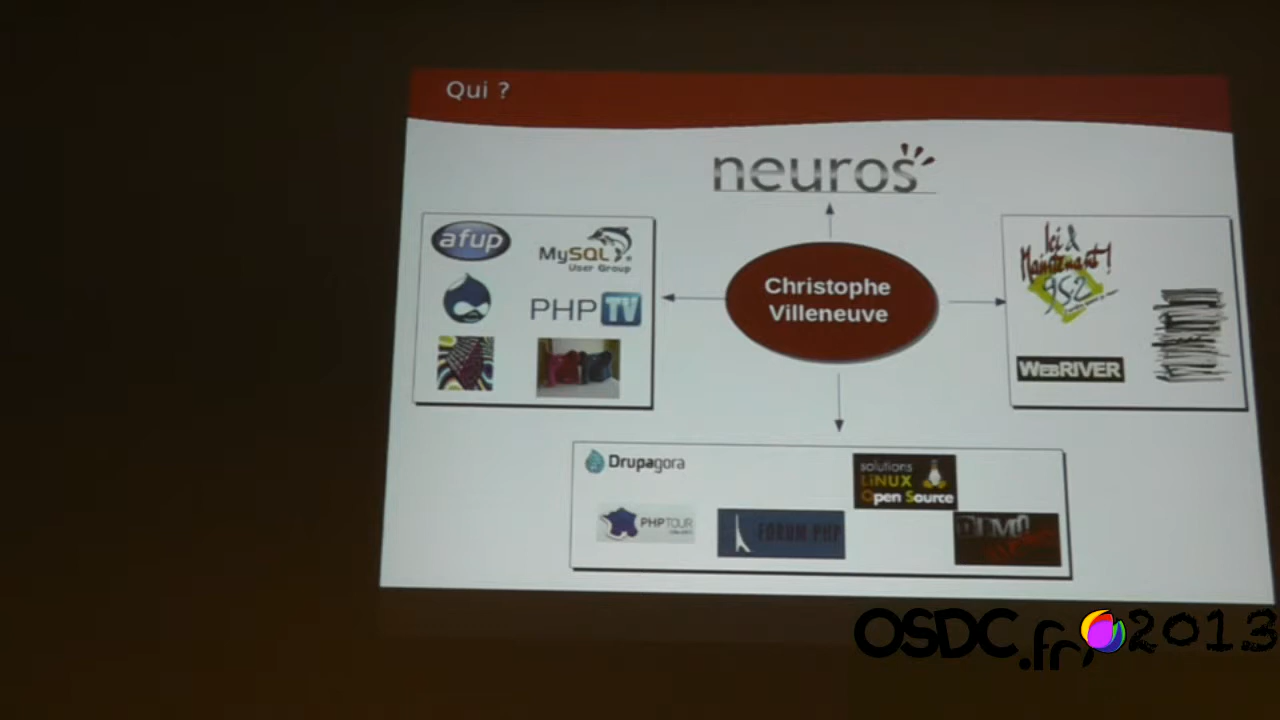 Qui ?
neuros
afup
MySQL
User Group
PHP TV
Christophe
Villeneuve
Ici &
Maintenant !
95.2
WEBRIVER
Drupagora
solutions
LiNUX
Open Source
PHPTOUR
FORUM PHP
OSDC.fr 2013